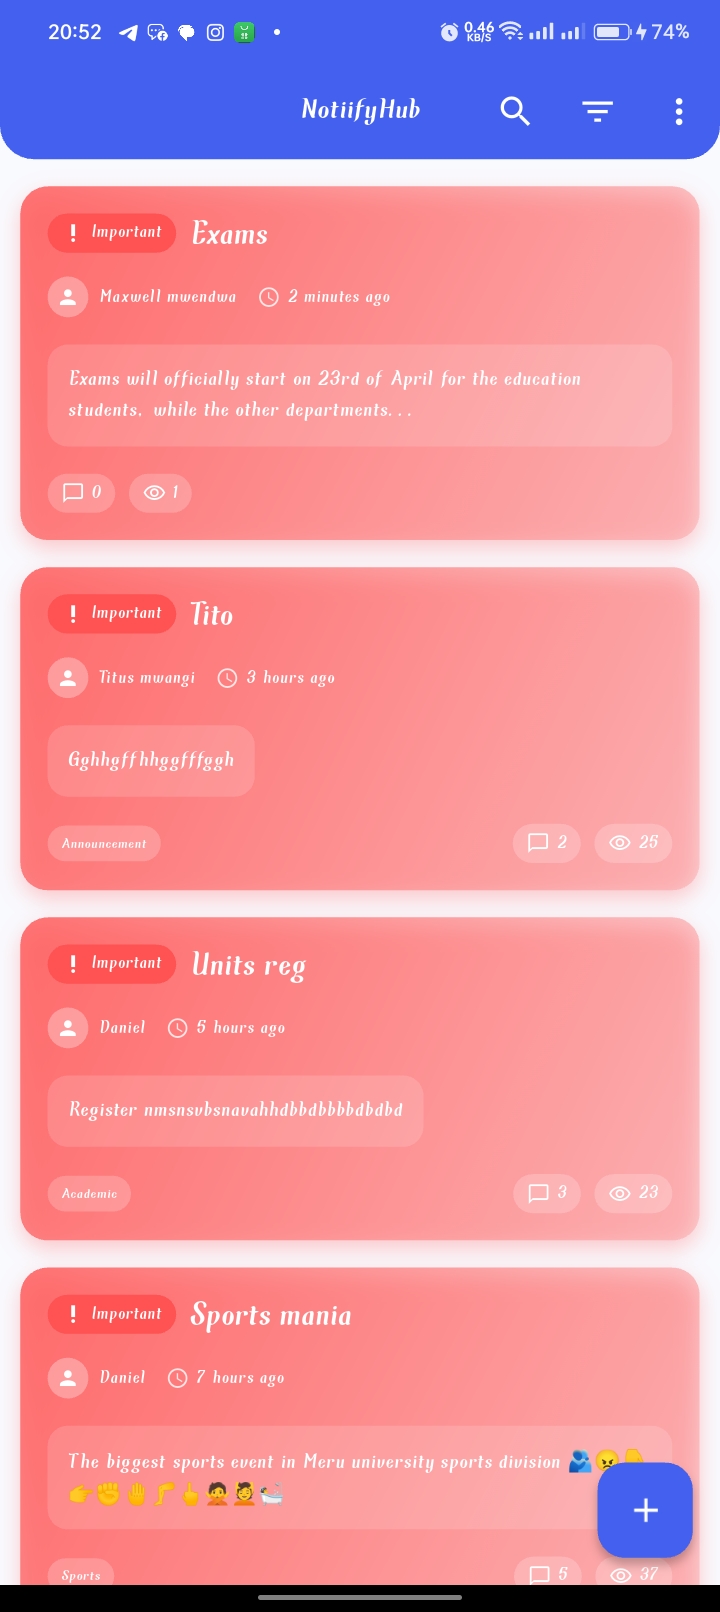 20:52
0.46
KB/S
74%
NotiifyHub
Important Exams
Maxwell mwendwa 2 minutes ago
Exams will officially start on 23rd of April for the education
students. while the other departments...
0 1
Important Tito
Titus mwangi 3 hours ago
Gghhgffhhggfffggh
Announcement 2 25
Important Units reg
Daniel 5 hours ago
Register nmsnsvbsnavahhdbbdbbbbdbdbd
Academic 3 23
Important Sports mania
Daniel 7 hours ago
The biggest sports event in Meru university sports division
Sports 5 37